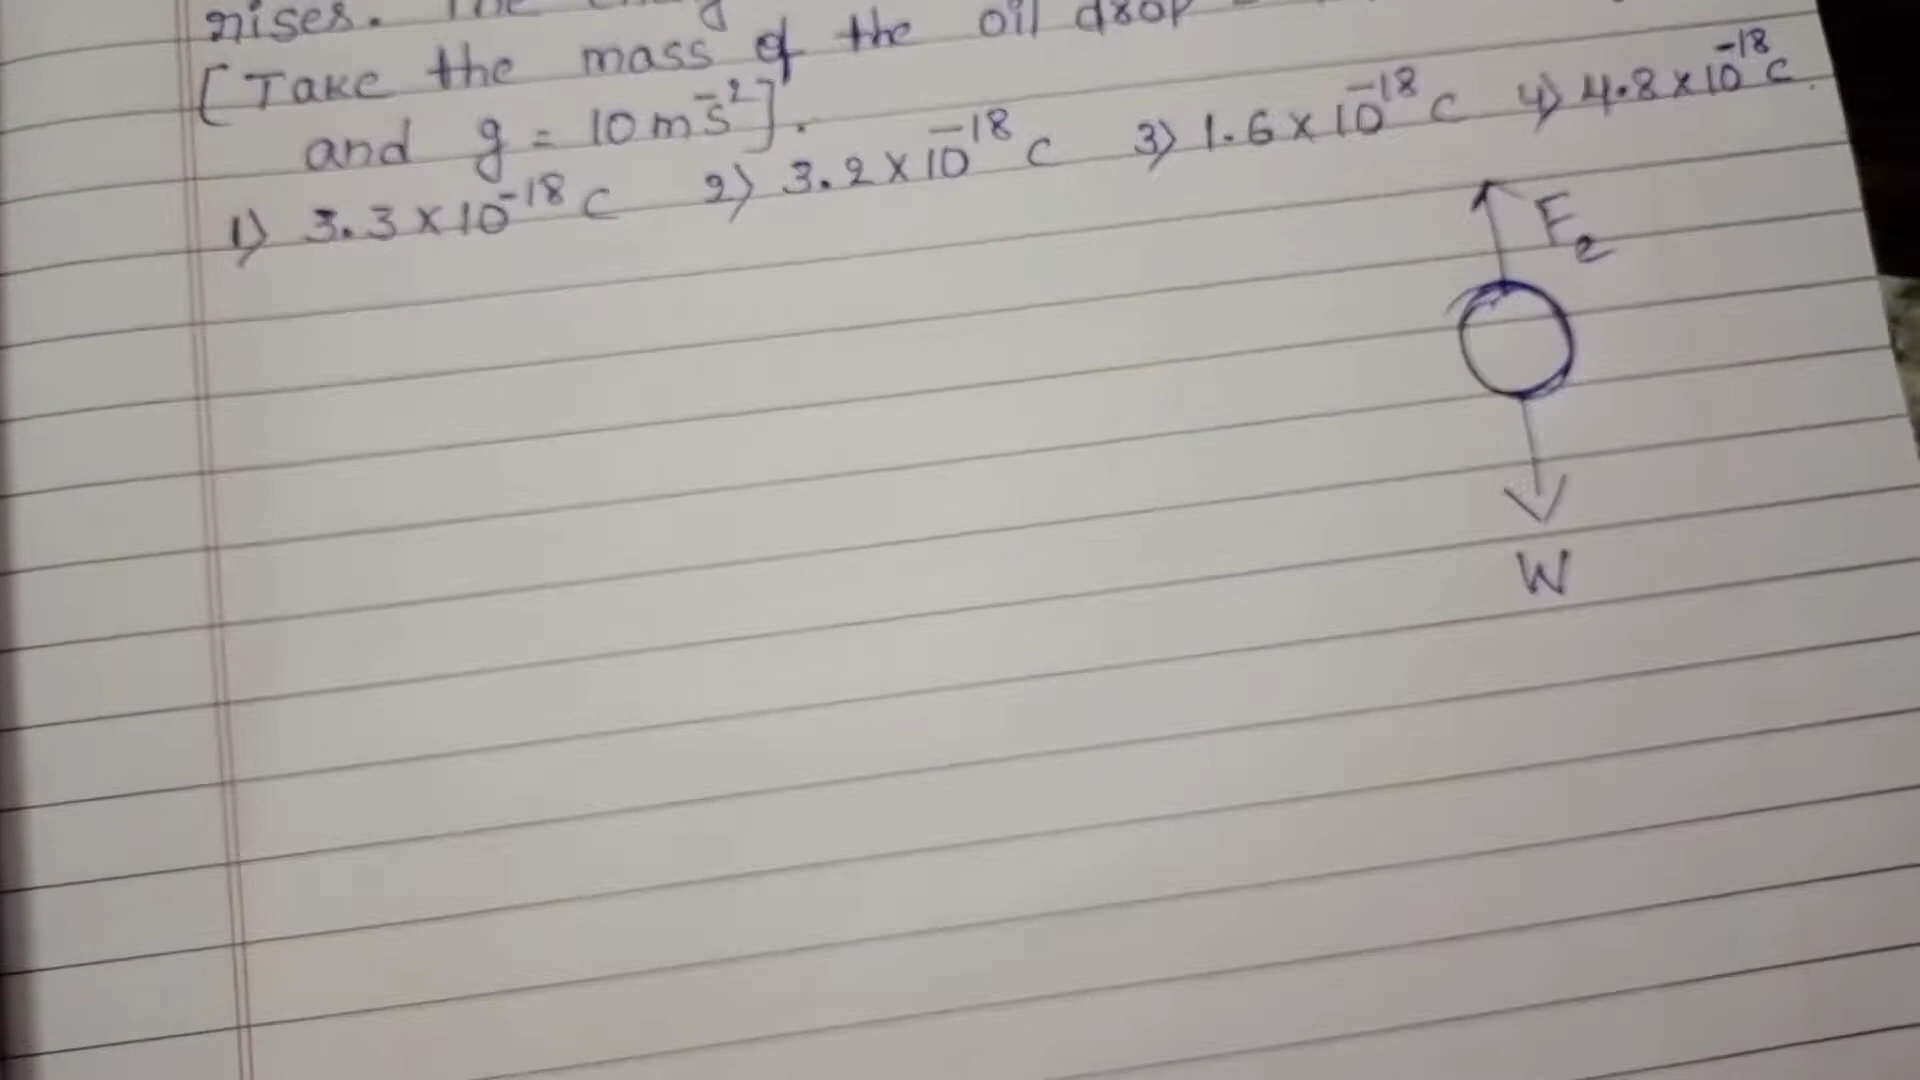 rises. The
[Take the mass of the oil drop
and g = 10 m s⁻²].
1) 3.3 x 10⁻¹⁸ C 2) 3.2 x 10⁻¹⁸ C 3) 1.6 x 10⁻¹⁸ C 4) 4.8 x 10⁻¹⁸ C.
Fe
W